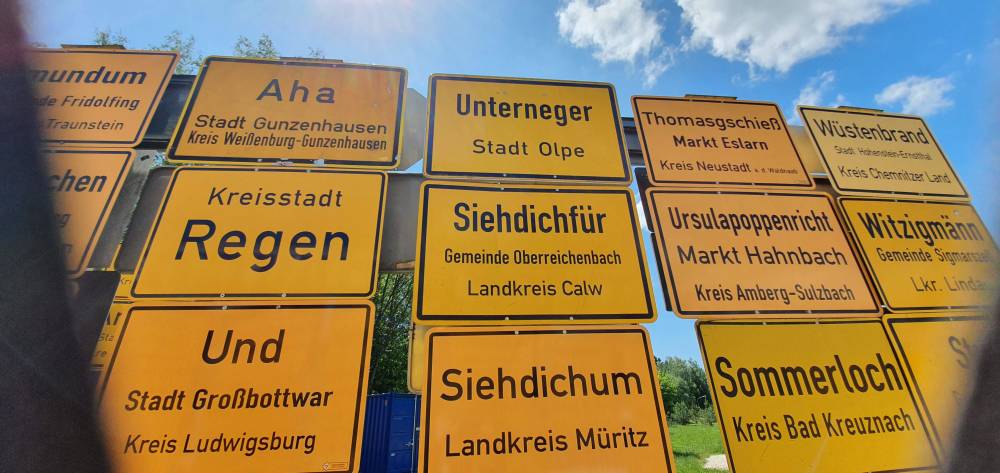 mundum
de Fridolfing
Traunstein
chen
Aha
Stadt Gunzenhausen
Kreis Weißenburg-Gunzenhausen
Kreisstadt
Regen
Und
Stadt Großbottwar
Kreis Ludwigsburg
Unterneger
Stadt Olpe
Siehdichfür
Gemeinde Oberreichenbach
Landkreis Calw
Siehdichum
Landkreis Müritz
Thomasgschieß
Markt Eslarn
Kreis Neustadt a. d. Waldnaab
Ursulapoppenricht
Markt Hahnbach
Kreis Amberg-Sulzbach
Sommerloch
Kreis Bad Kreuznach
Wüstenbrand
Stadt Hohenstein-Ernstthal
Kreis Chemnitzer Land
Witzigmänn
Gemeinde Sigmarsze
Lkr. Lindau